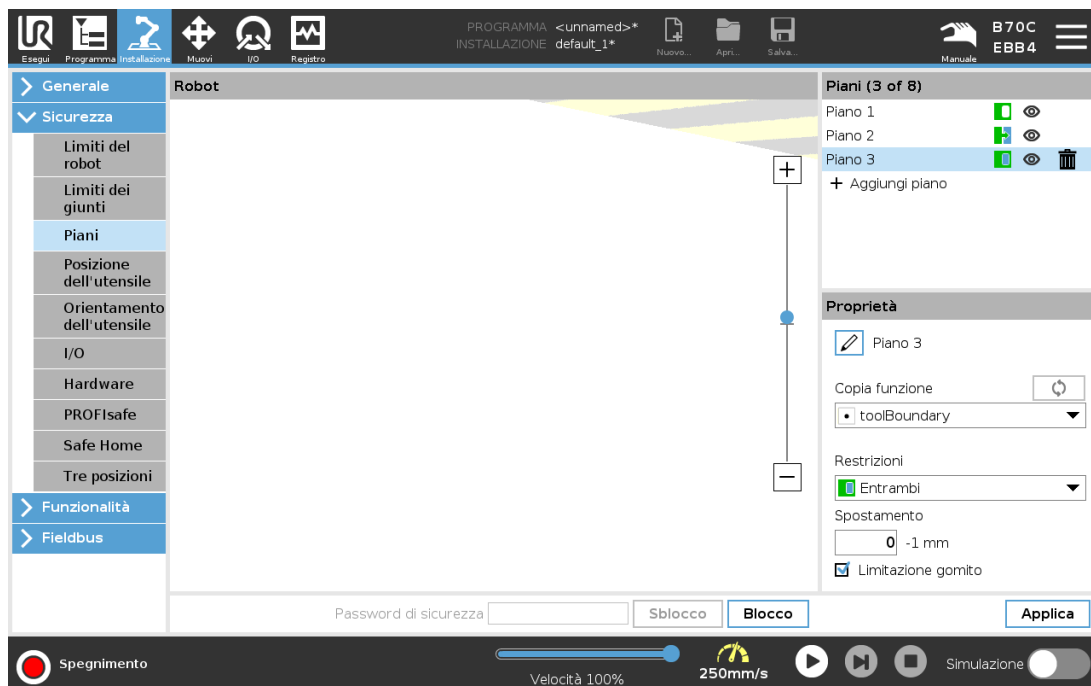 PROGRAMMA <unnamed>*
INSTALLAZIONE default_1*
UR
Esegui
Programma
Installazione
Muovi
I/O
Registro
Nuovo...
Apri...
Salva...
Manuale
B70C
EBB4
Generale
Sicurezza
Limiti del
robot
Limiti dei
giunti
Piani
Posizione
dell'utensile
Orientamento
dell'utensile
I/O
Hardware
PROFIsafe
Safe Home
Tre posizioni
Funzionalità
Fieldbus
Robot
Password di sicurezza
Sblocco
Blocco
Piani (3 of 8)
Piano 1
Piano 2
Piano 3
+ Aggiungi piano
Proprietà
Piano 3
Copia funzione
toolBoundary
Restrizioni
Entrambi
Spostamento
0 -1 mm
Limitazione gomito
Applica
Spegnimento
Velocità 100%
250mm/s
Simulazione